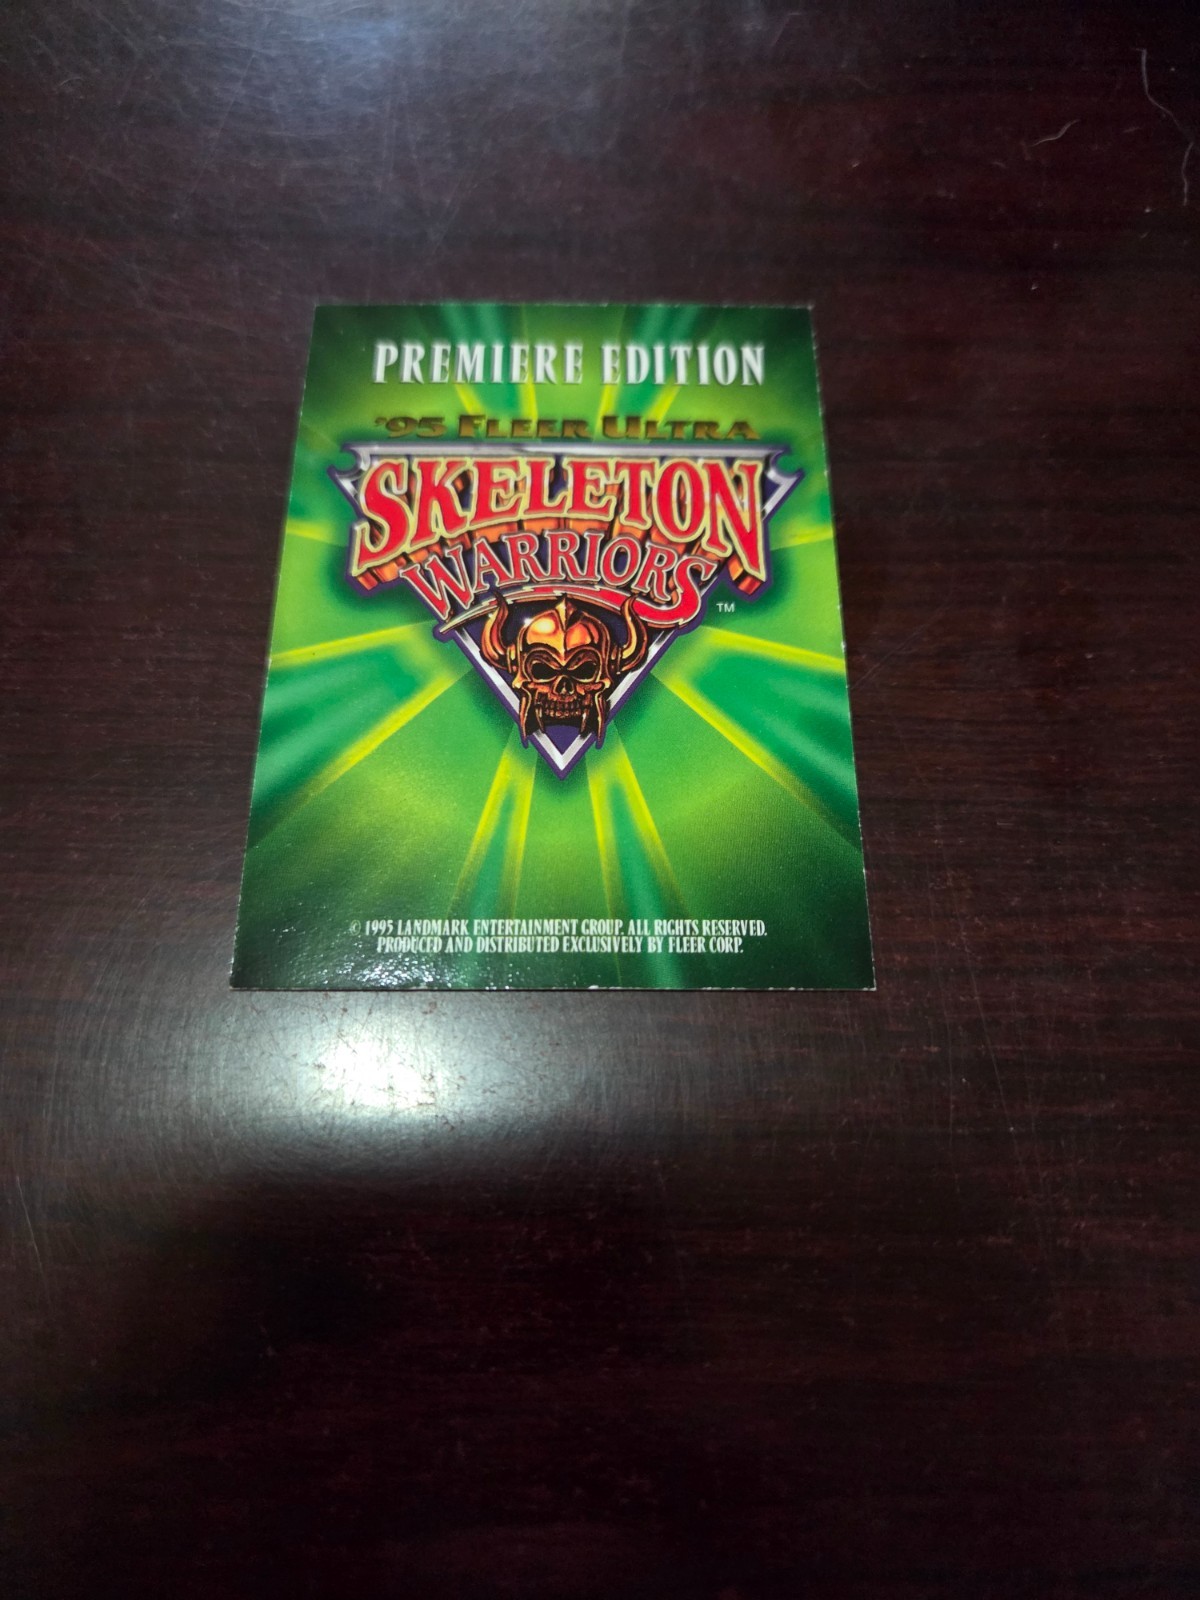 PREMIERE EDITION
'95 FLEER ULTRA
SKELETON
WARRIORS
TM
© 1995 LANDMARK ENTERTAINMENT GROUP. ALL RIGHTS RESERVED.
PRODUCED AND DISTRIBUTED EXCLUSIVELY BY FLEER CORP.